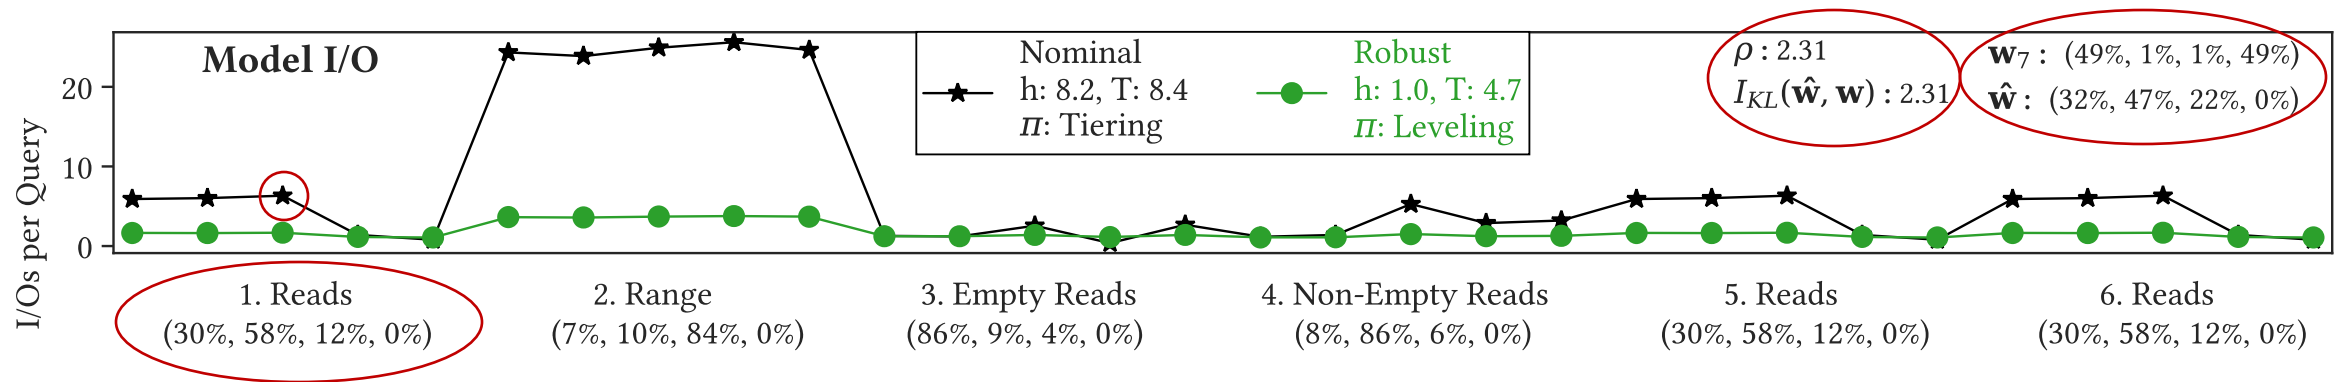 Model I/O
Nominal
h: 8.2, T: 8.4
π: Tiering
Robust
h: 1.0, T: 4.7
π: Leveling
ρ : 2.31
I_KL(ŵ, w) : 2.31
w₇ : (49%, 1%, 1%, 49%)
ŵ : (32%, 47%, 22%, 0%)
I/Os per Query
20
10
0
1. Reads
(30%, 58%, 12%, 0%)
2. Range
(7%, 10%, 84%, 0%)
3. Empty Reads
(86%, 9%, 4%, 0%)
4. Non-Empty Reads
(8%, 86%, 6%, 0%)
5. Reads
(30%, 58%, 12%, 0%)
6. Reads
(30%, 58%, 12%, 0%)